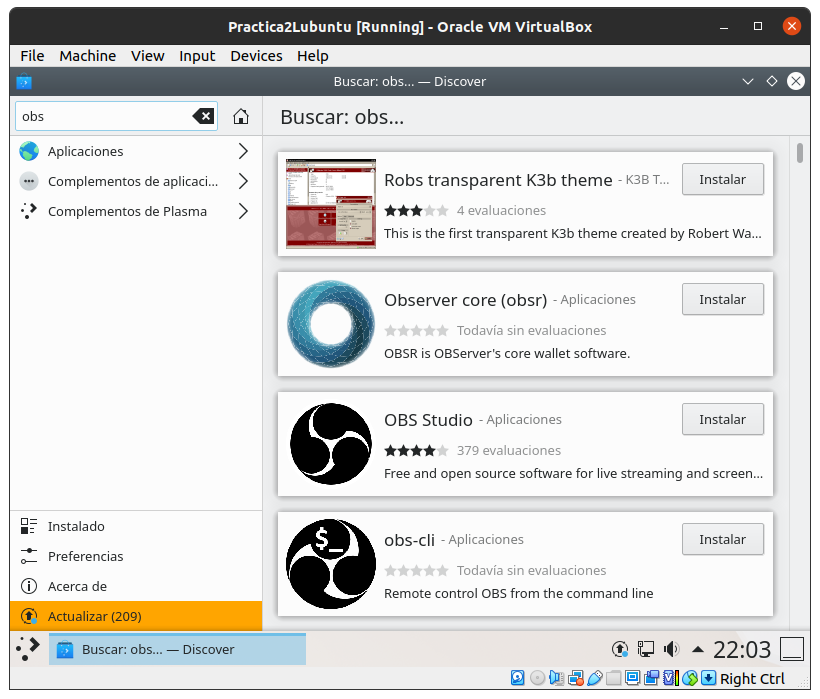 Practica2Lubuntu [Running] - Oracle VM VirtualBox
File Machine View Input Devices Help
Buscar: obs... — Discover
obs
Buscar: obs...
Aplicaciones
Complementos de aplicaci...
Complementos de Plasma
Robs transparent K3b theme - K3B T...
Instalar
4 evaluaciones
This is the first transparent K3b theme created by Robert Wa...
Observer core (obsr) - Aplicaciones
Instalar
Todavía sin evaluaciones
OBSR is OBServer's core wallet software.
OBS Studio - Aplicaciones
Instalar
379 evaluaciones
Free and open source software for live streaming and screen...
$_
obs-cli - Aplicaciones
Instalar
Todavía sin evaluaciones
Remote control OBS from the command line
Instalado
Preferencias
Acerca de
Actualizar (209)
Buscar: obs... — Discover
22:03
Right Ctrl